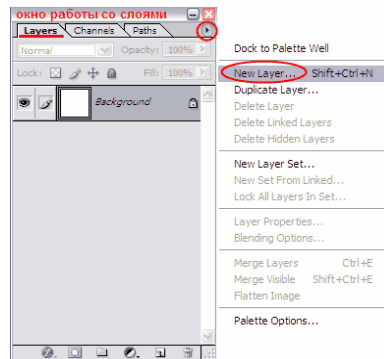 окно работы со слоями
Layers Channels Paths
Normal Opacity: 100%
Lock: Fill: 100%
Background
Dock to Palette Well
New Layer... Shift+Ctrl+N
Duplicate Layer...
Delete Layer
Delete Linked Layers
Delete Hidden Layers
New Layer Set...
New Set From Linked...
Lock All Layers In Set...
Layer Properties...
Blending Options...
Merge Layers Ctrl+E
Merge Visible Shift+Ctrl+E
Flatten Image
Palette Options...